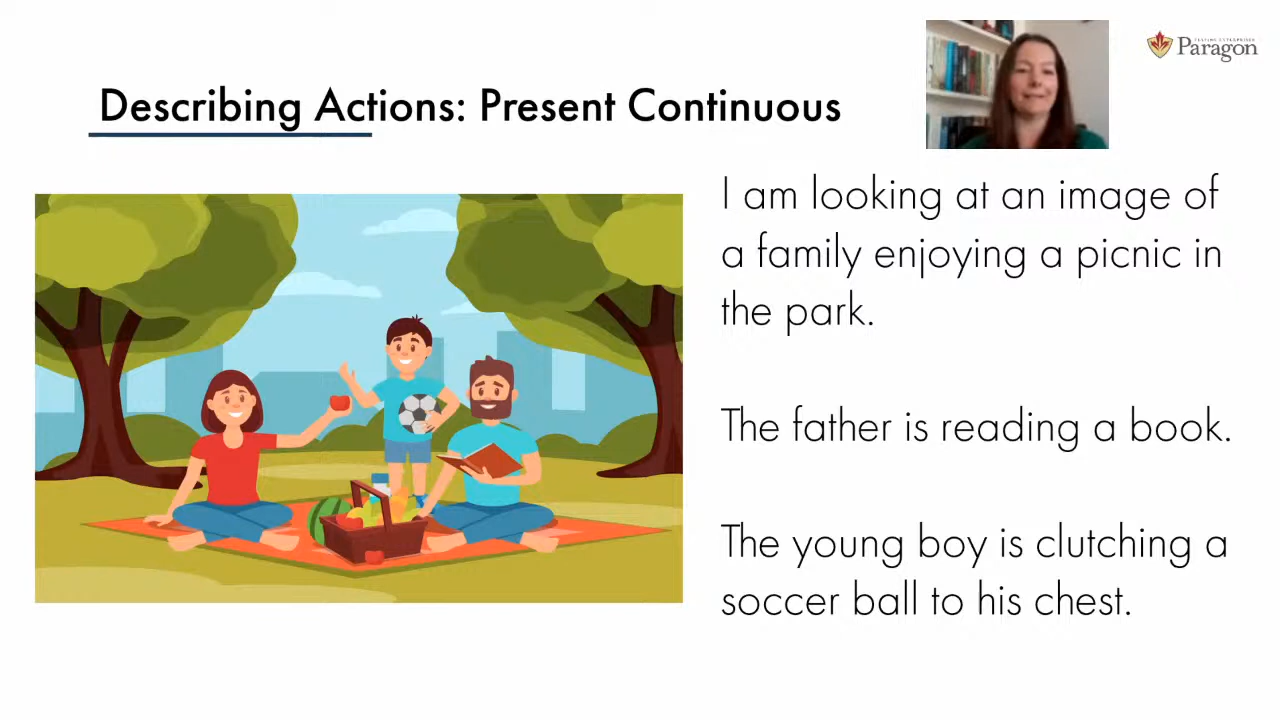 TESTING ENTERPRISES
Paragon
Describing Actions: Present Continuous
I am looking at an image of
a family enjoying a picnic in
the park.
The father is reading a book.
The young boy is clutching a
soccer ball to his chest.